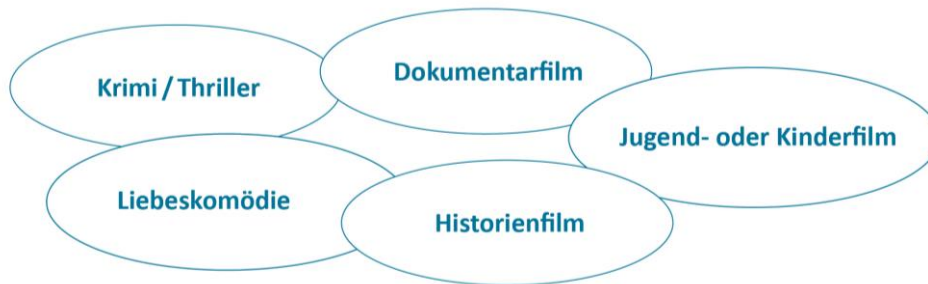 Krimi / Thriller
Dokumentarfilm
Jugend- oder Kinderfilm
Liebeskomödie
Historienfilm